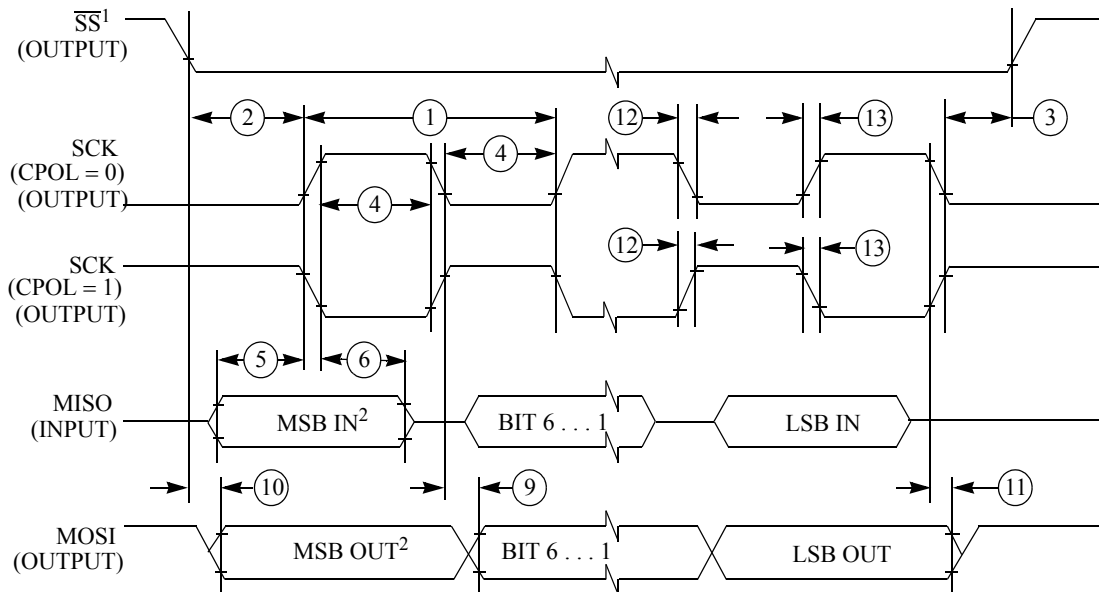 SS¹
(OUTPUT)
2
1
12
13
3
SCK
(CPOL = 0)
(OUTPUT)
4
4
SCK
(CPOL = 1)
(OUTPUT)
12
13
5
6
MISO
(INPUT)
MSB IN²
BIT 6 . . . 1
LSB IN
10
9
11
MOSI
(OUTPUT)
MSB OUT²
BIT 6 . . . 1
LSB OUT